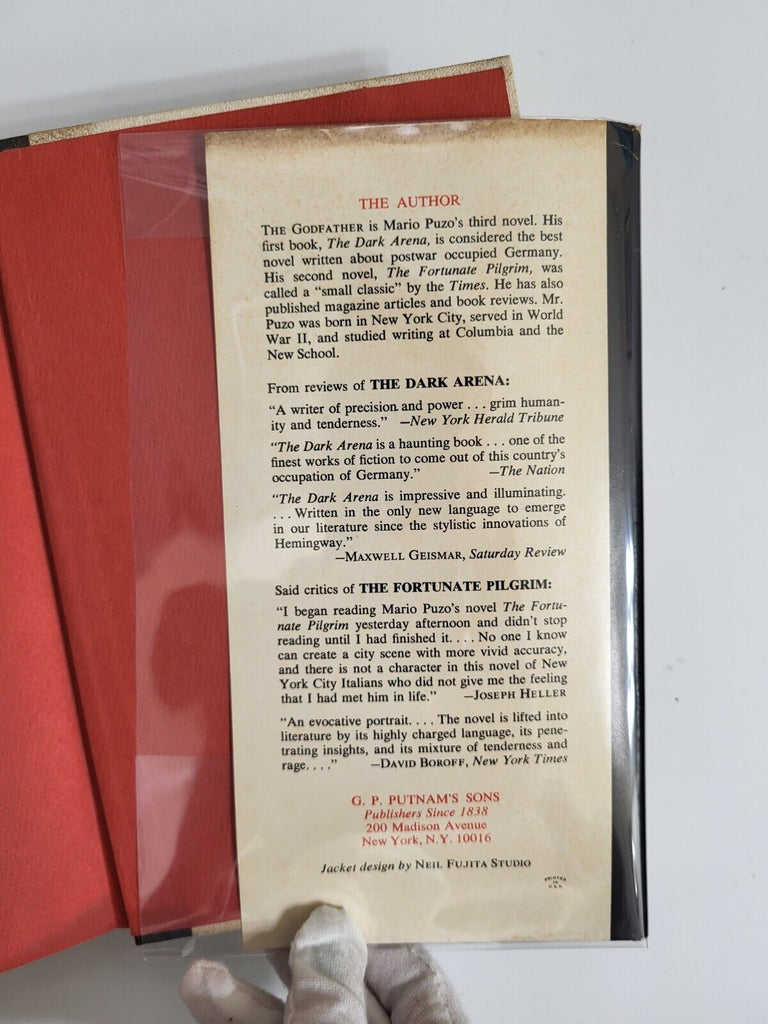 THE AUTHOR
THE GODFATHER is Mario Puzo's third novel. His
first book, The Dark Arena, is considered the best
novel written about postwar occupied Germany.
His second novel, The Fortunate Pilgrim, was
called a “small classic” by the Times. He has also
published magazine articles and book reviews. Mr.
Puzo was born in New York City, served in World
War II, and studied writing at Columbia and the
New School.
From reviews of THE DARK ARENA:
“A writer of precision and power . . . grim human-
ity and tenderness.” —New York Herald Tribune
“The Dark Arena is a haunting book . . . one of the
finest works of fiction to come out of this country's
occupation of Germany.” —The Nation
“The Dark Arena is impressive and illuminating.
. . . Written in the only new language to emerge
in our literature since the stylistic innovations of
Hemingway.”
—MAXWELL GEISMAR, Saturday Review
Said critics of THE FORTUNATE PILGRIM:
“I began reading Mario Puzo's novel The Fortu-
nate Pilgrim yesterday afternoon and didn't stop
reading until I had finished it. . . . No one I know
can create a city scene with more vivid accuracy,
and there is not a character in this novel of New
York City Italians who did not give me the feeling
that I had met him in life.” —JOSEPH HELLER
“An evocative portrait. . . . The novel is lifted into
literature by its highly charged language, its pene-
trating insights, and its mixture of tenderness and
rage. . . .” —DAVID BOROFF, New York Times
G. P. PUTNAM'S SONS
Publishers Since 1838
200 Madison Avenue
New York, N.Y. 10016
Jacket design by NEIL FUJITA STUDIO
PRINTED
IN
U.S.A.